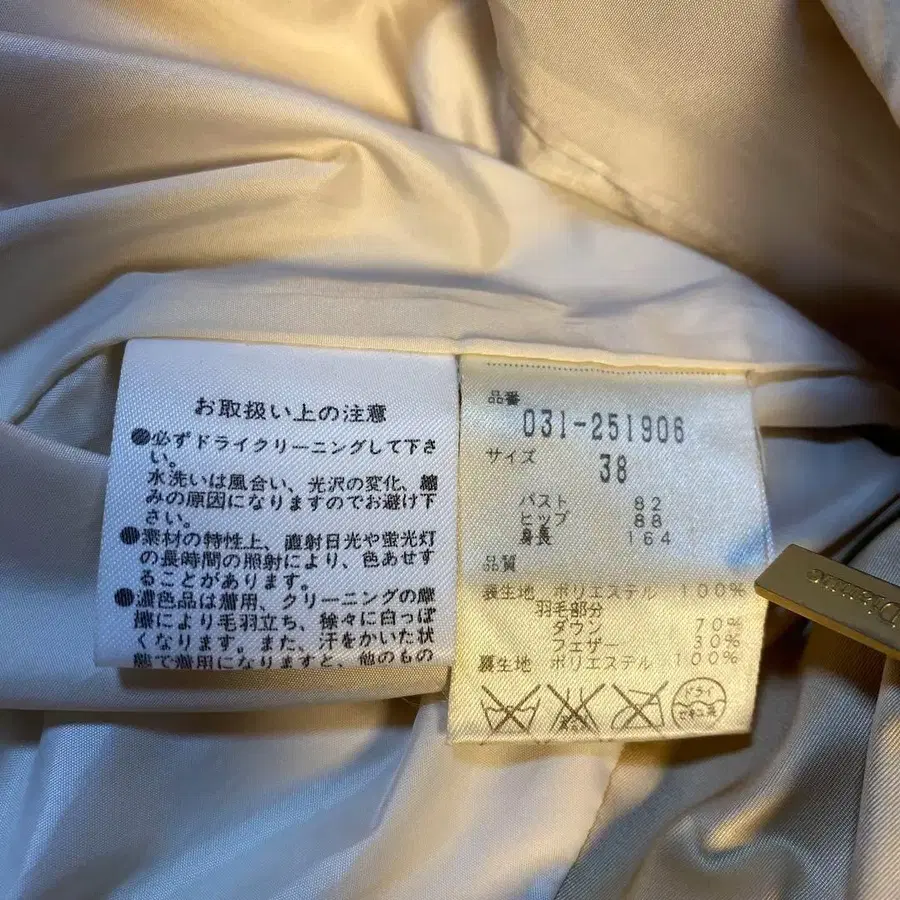 お取扱い上の注意
●必ずドライクリーニングして下さ
い。
水洗いは風合い、光沢の変化、縮
みの原因になりますのでお避け下
さい。
●素材の特性上、直射日光や蛍光灯
の長時間の照射により、色あせす
ることがあります。
●濃色品は着用、クリーニングの摩
擦により毛羽立ち、徐々に白っぽ
くなります。また、汗をかいた状
態で着用になりますと、他のもの
品番
031-251906
サイズ
38
バスト 82
ヒップ 88
身長 164
品質
表生地 ポリエステル 100%
羽毛部分
ダウン 70%
フェザー 30%
裏生地 ポリエステル 100%
ドライ
セキユ系